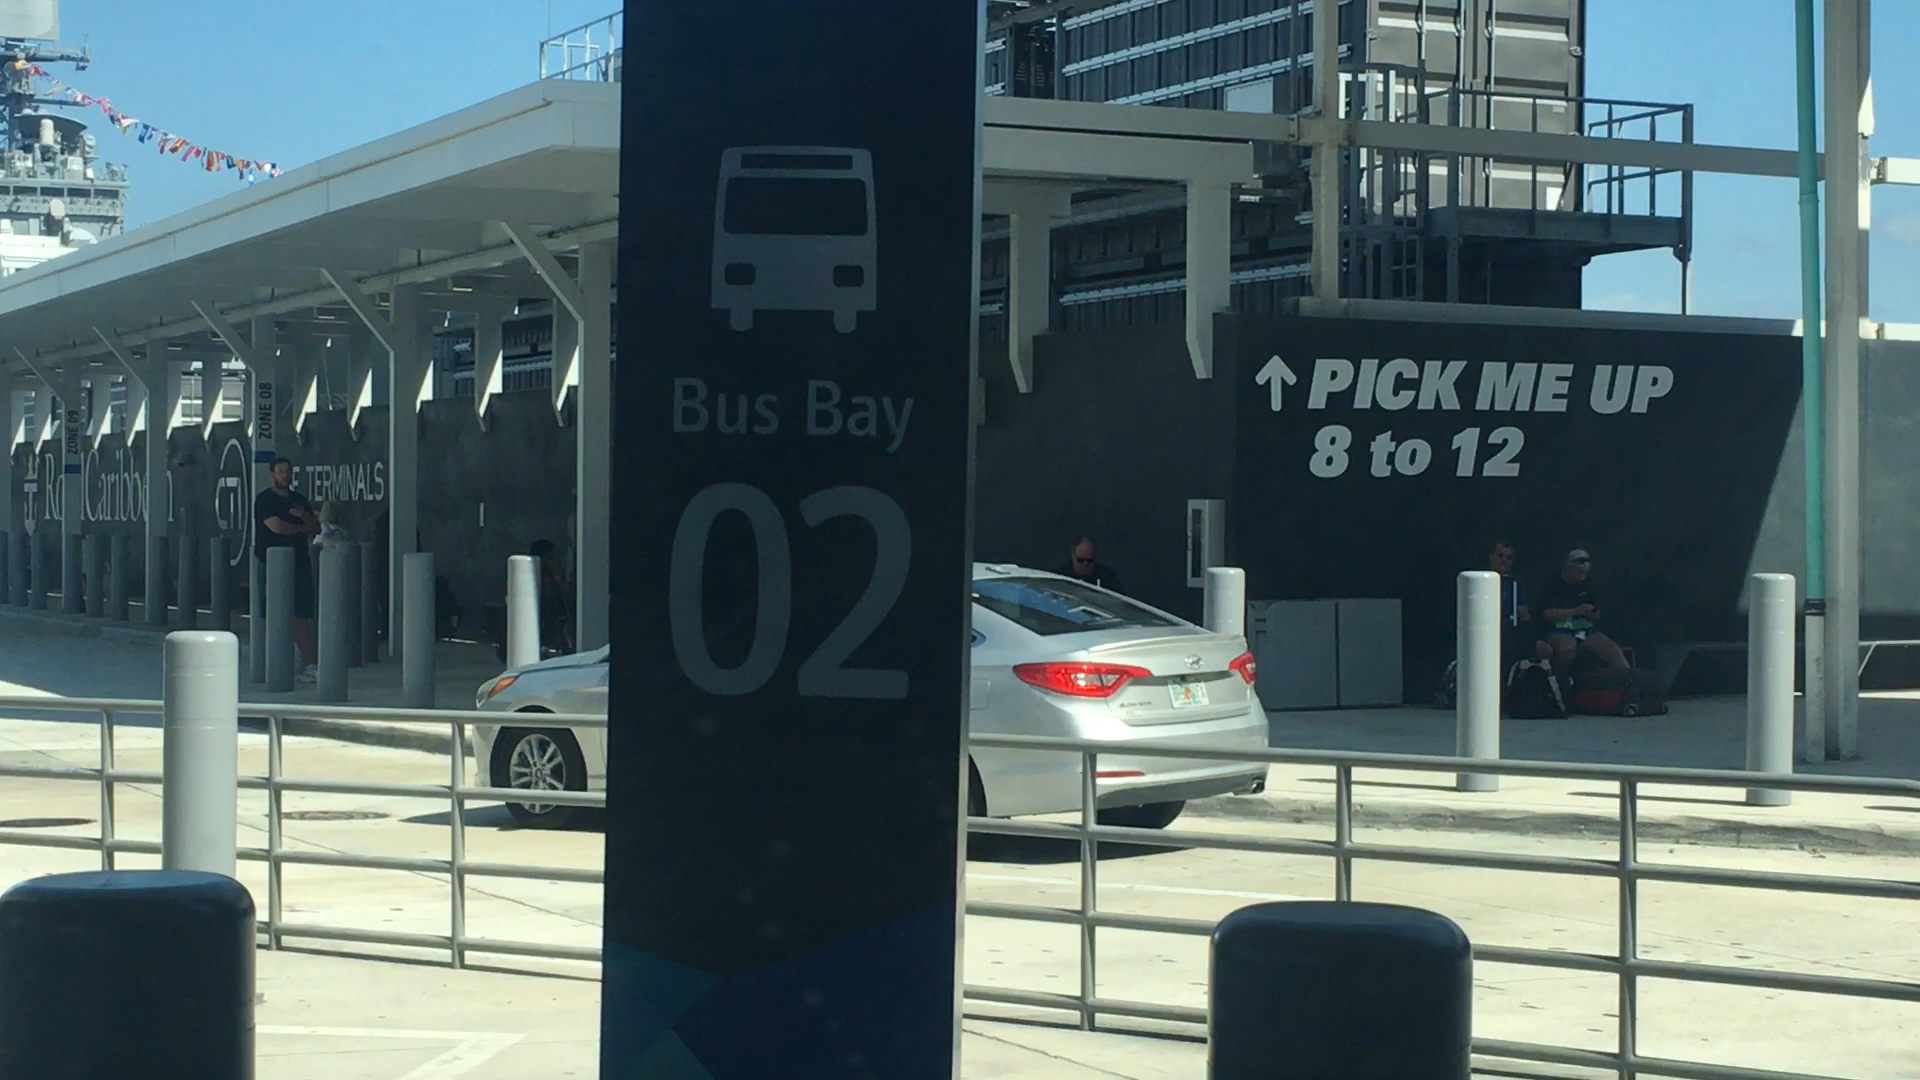 Bus Bay
02
PICK ME UP
8 to 12
ZONE 09
ZONE 08
TERMINALS